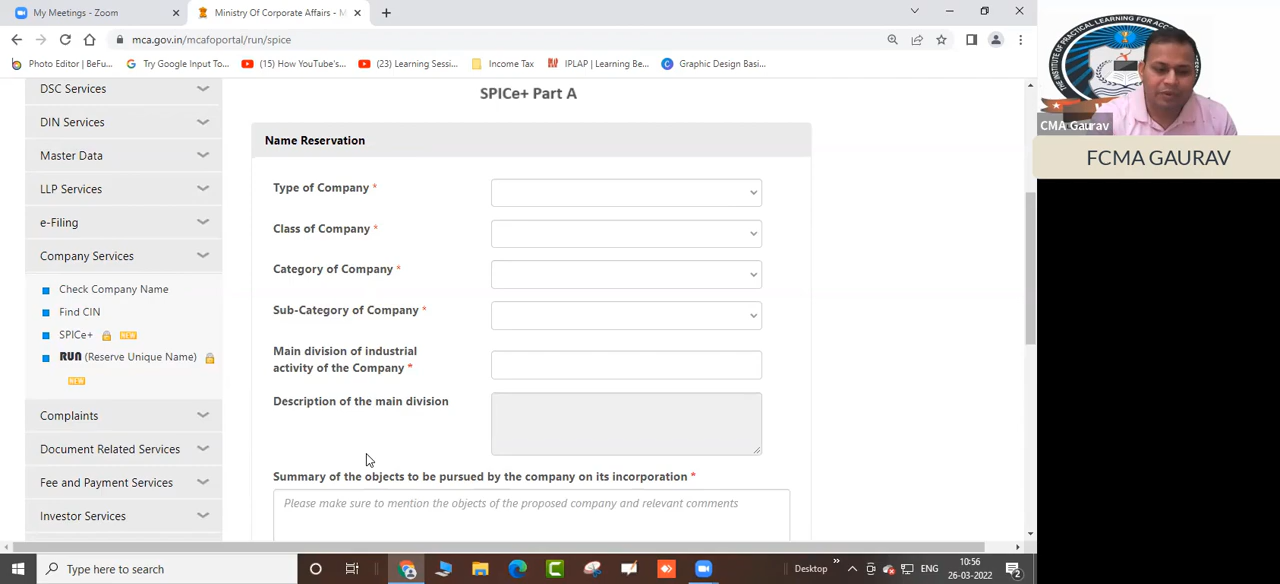 My Meetings - Zoom
Ministry Of Corporate Affairs - M
mca.gov.in/mcafoportal/run/spice
Photo Editor | BeFu...
Try Google Input To...
(15) How YouTube's...
(23) Learning Sessi...
Income Tax
IPLAP | Learning Be...
Graphic Design Basi...
DSC Services
DIN Services
Master Data
LLP Services
e-Filing
Company Services
Check Company Name
Find CIN
SPICe+ NEW
RUN (Reserve Unique Name)
NEW
Complaints
Document Related Services
Fee and Payment Services
Investor Services
SPICe+ Part A
Name Reservation
Type of Company *
Class of Company *
Category of Company *
Sub-Category of Company *
Main division of industrial
activity of the Company *
Description of the main division
Summary of the objects to be pursued by the company on its incorporation *
Please make sure to mention the objects of the proposed company and relevant comments
CMA Gaurav
FCMA GAURAV
Type here to search
Desktop
ENG
10:56
26-03-2022
2